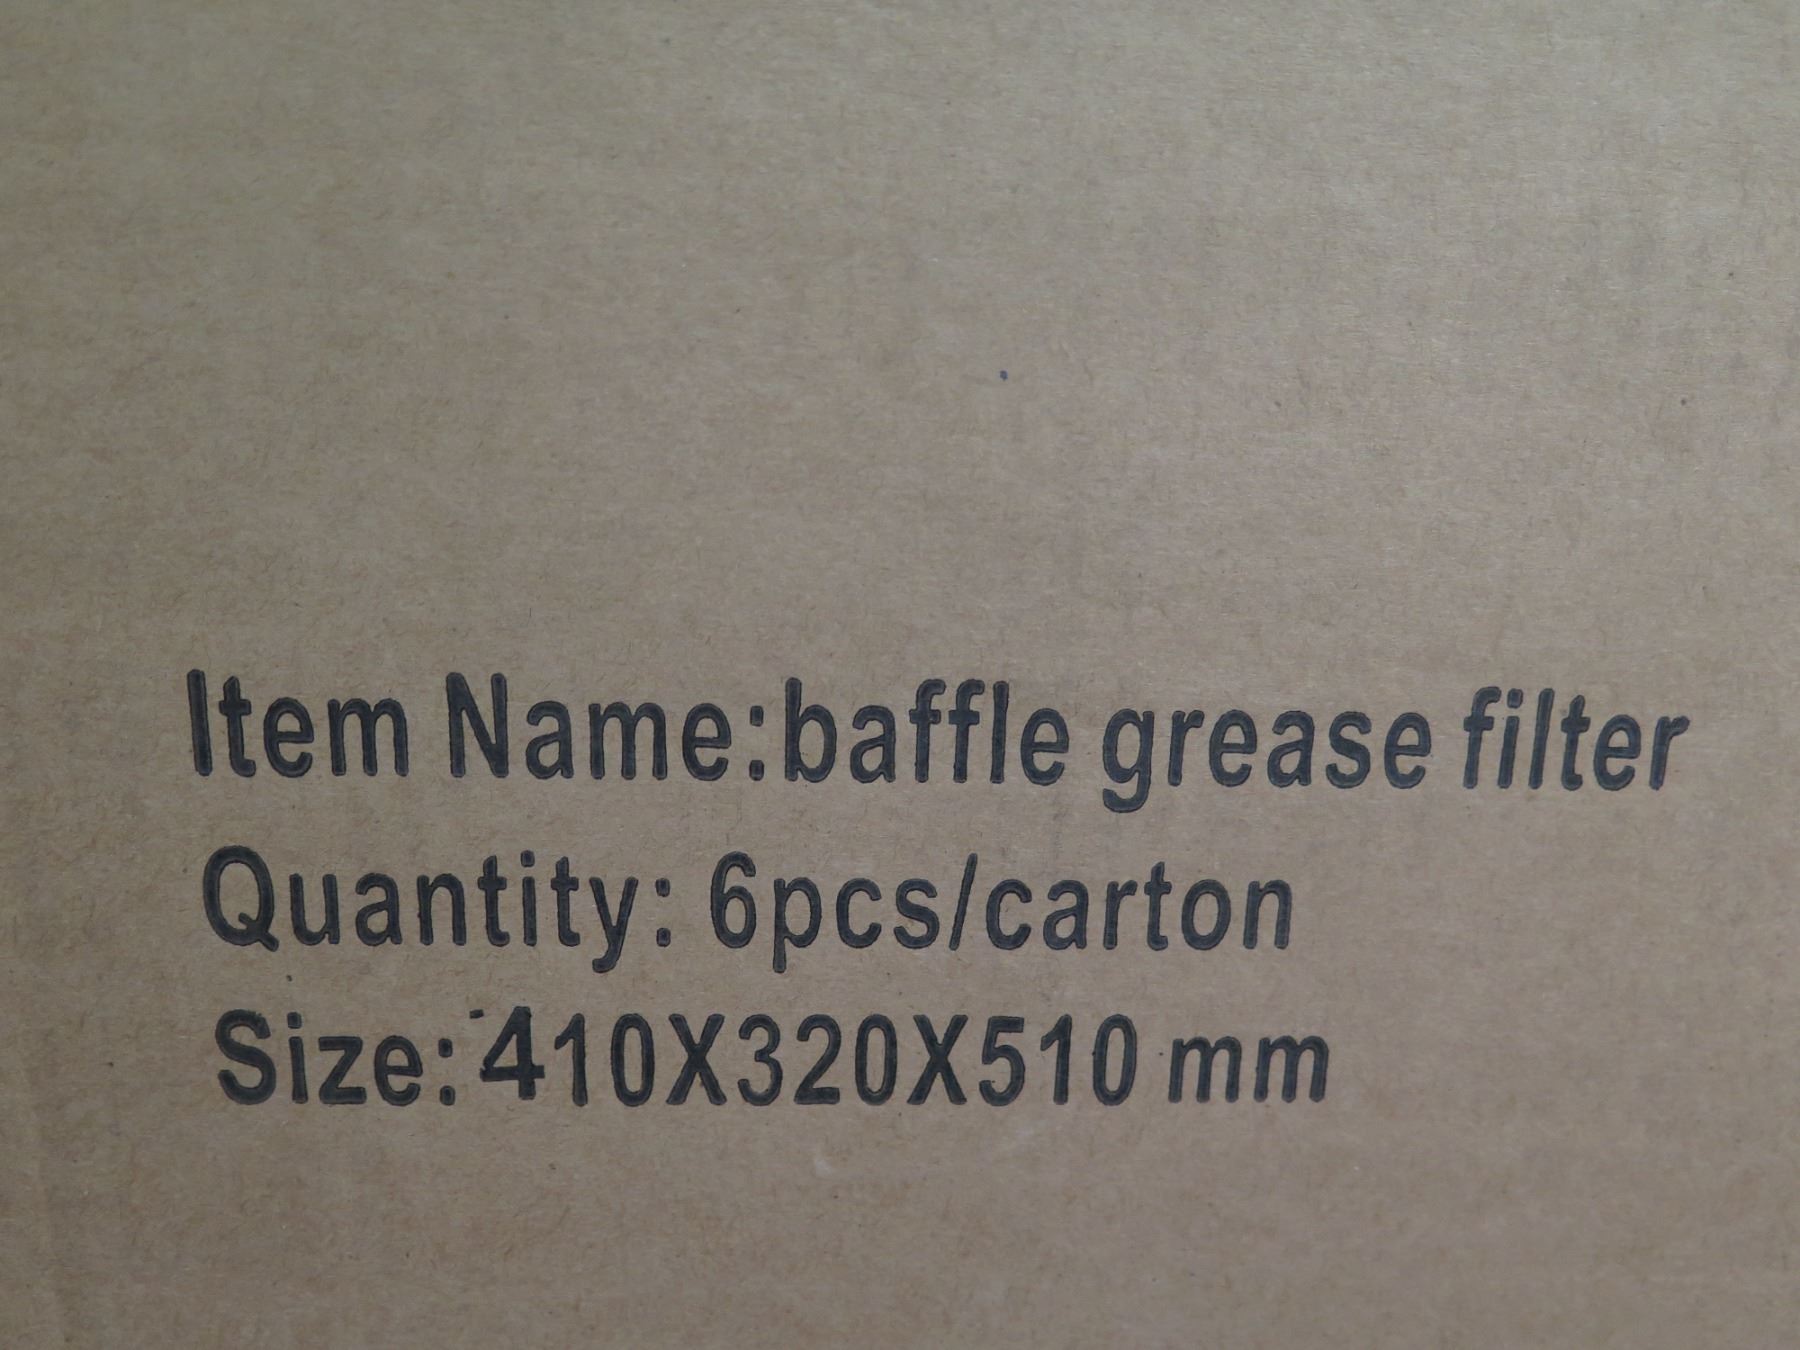 Item Name:baffle grease filter
Quantity: 6pcs/carton
Size: 410X320X510 mm